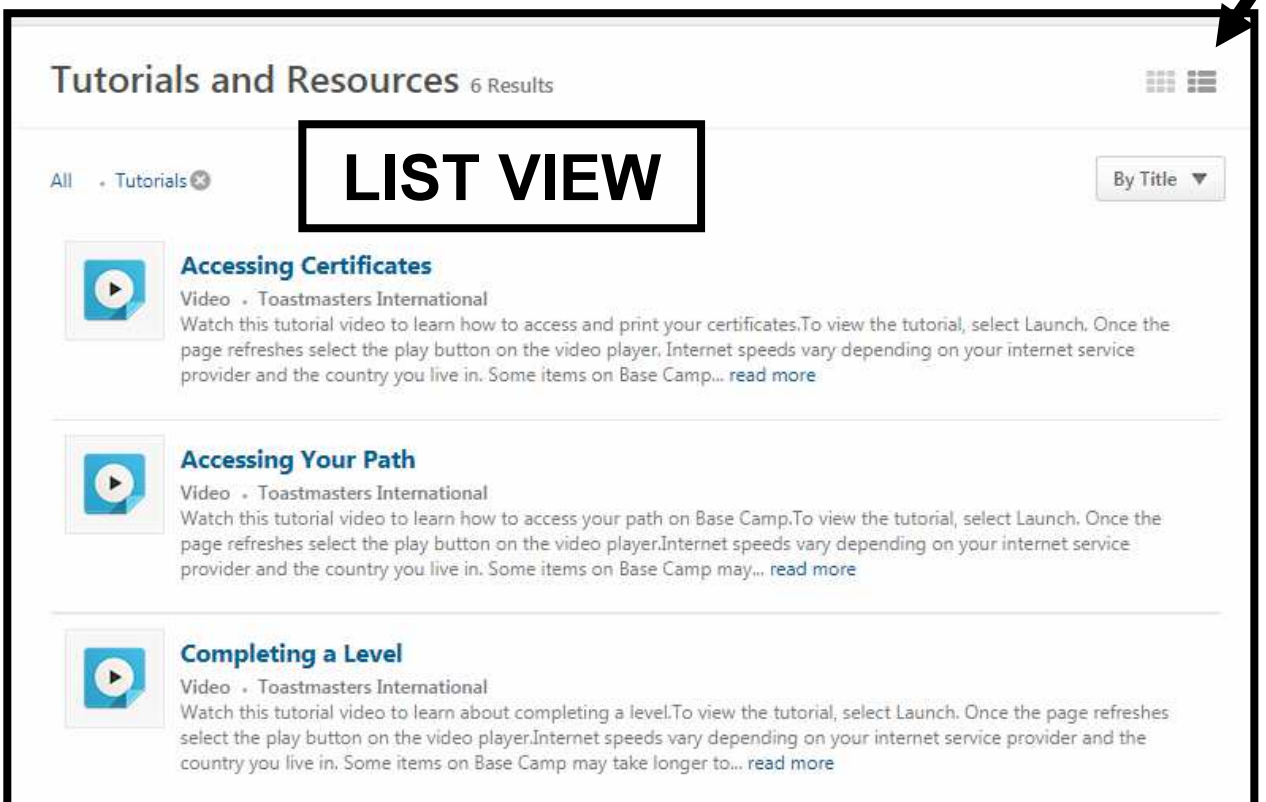 Tutorials and Resources 6 Results
LIST VIEW
All • Tutorials
By Title ▼
Accessing Certificates
Video • Toastmasters International
Watch this tutorial video to learn how to access and print your certificates.To view the tutorial, select Launch. Once the
page refreshes select the play button on the video player. Internet speeds vary depending on your internet service
provider and the country you live in. Some items on Base Camp... read more
Accessing Your Path
Video • Toastmasters International
Watch this tutorial video to learn how to access your path on Base Camp.To view the tutorial, select Launch. Once the
page refreshes select the play button on the video player.Internet speeds vary depending on your internet service
provider and the country you live in. Some items on Base Camp may... read more
Completing a Level
Video • Toastmasters International
Watch this tutorial video to learn about completing a level.To view the tutorial, select Launch. Once the page refreshes
select the play button on the video player.Internet speeds vary depending on your internet service provider and the
country you live in. Some items on Base Camp may take longer to... read more